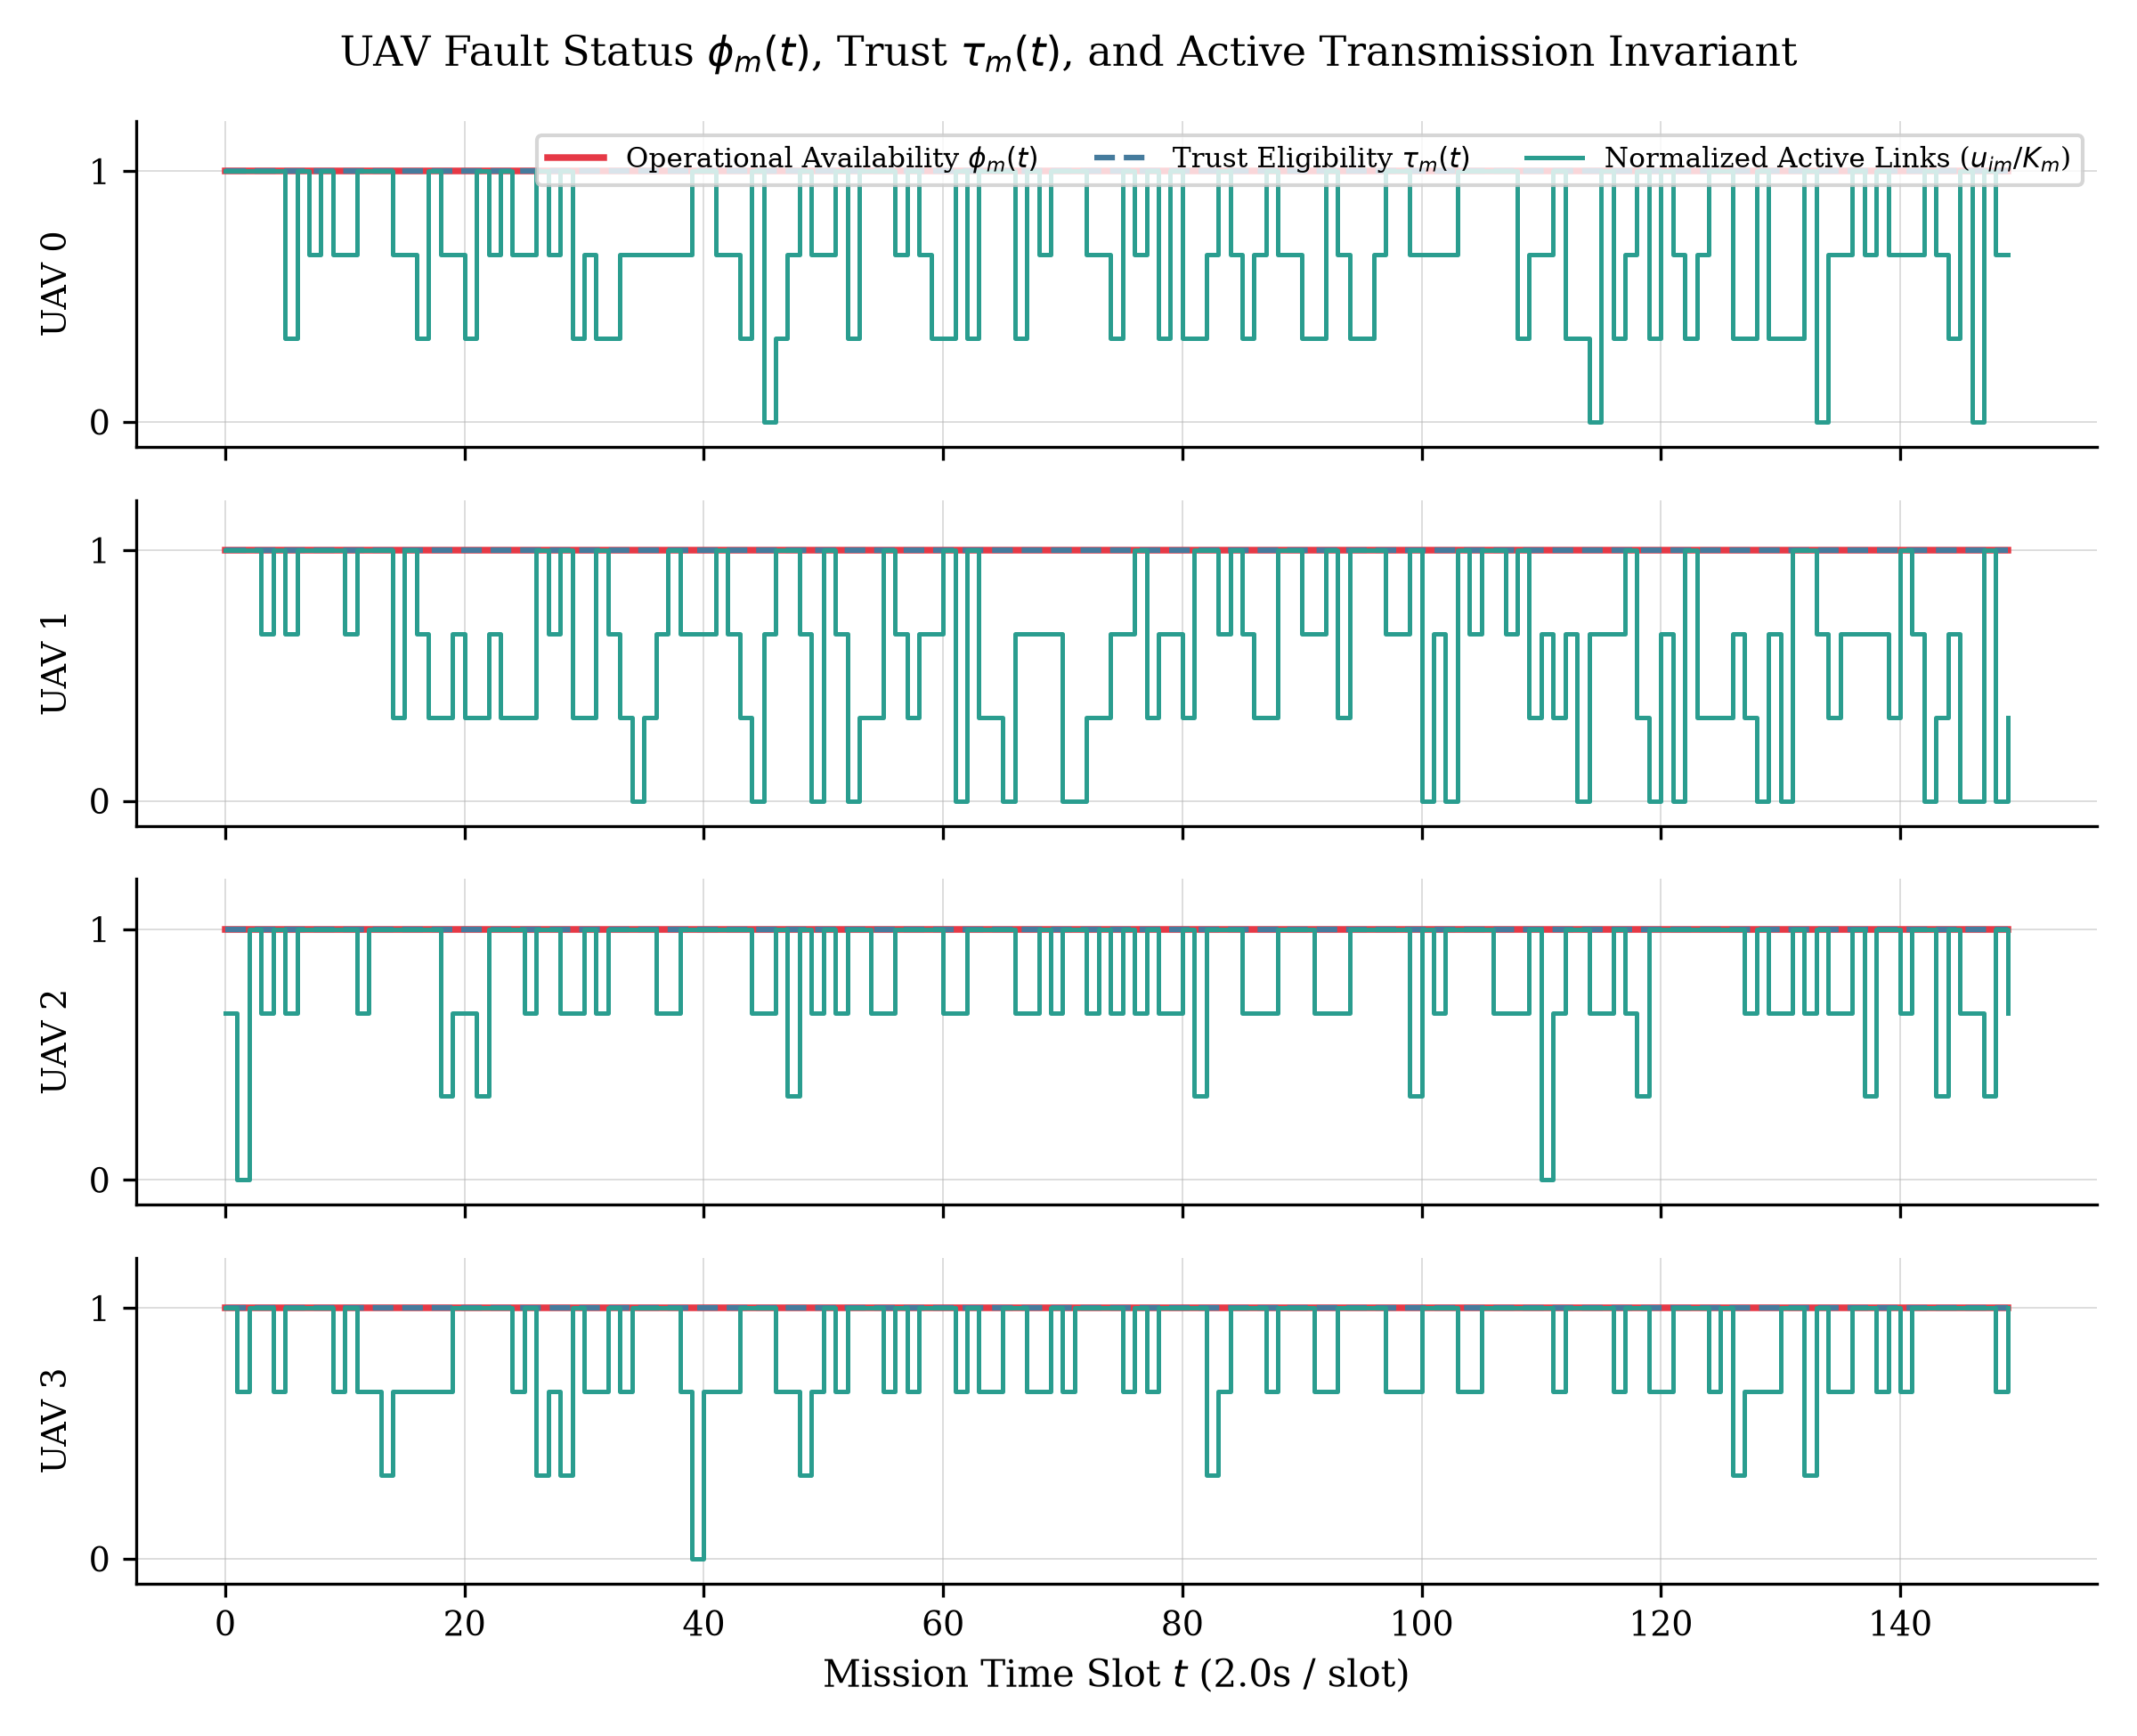 UAV Fault Status ϕₘ(t), Trust τₘ(t), and Active Transmission Invariant
Operational Availability ϕₘ(t) Trust Eligibility τₘ(t) Normalized Active Links (uᵢₘ/Kₘ)
1
UAV 0
0
1
UAV 1
0
1
UAV 2
0
1
UAV 3
0
0 20 40 60 80 100 120 140
Mission Time Slot t (2.0s / slot)